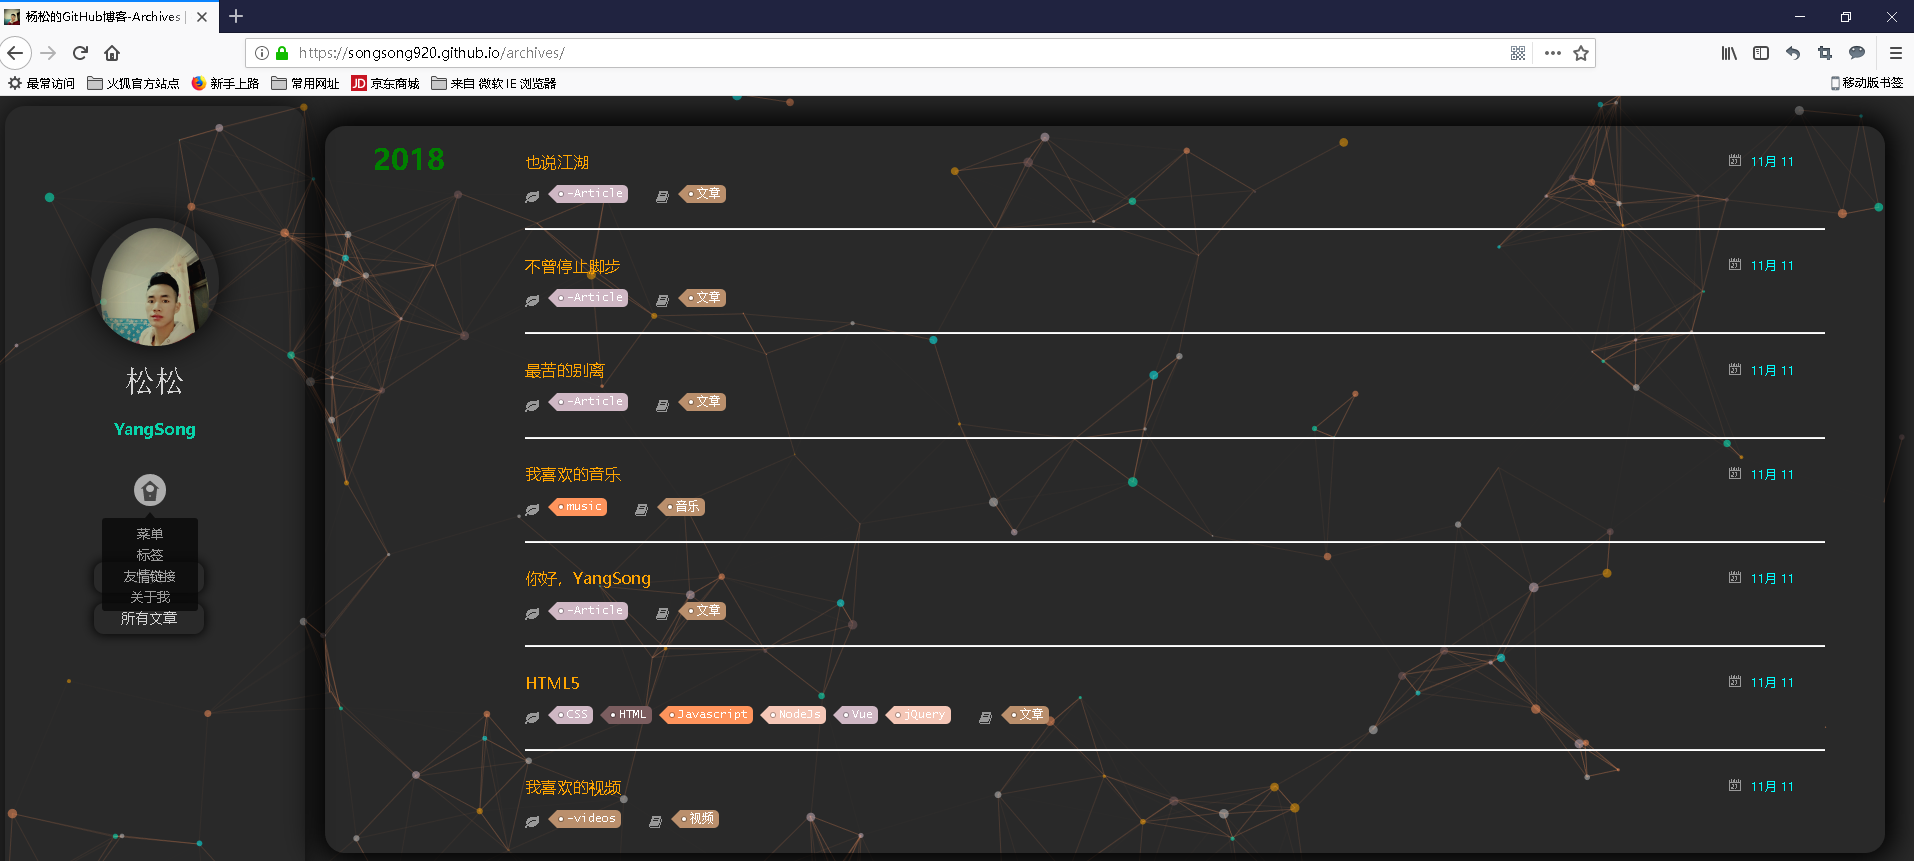 杨松的GitHub博客-Archives |
https://songsong920.github.io/archives/
最常访问 火狐官方站点 新手上路 常用网址 JD 京东商城 来自 微软 IE 浏览器 移动版书签
松松
YangSong
菜单
标签
友情链接
关于我
所有文章
2018
也说江湖 11月 11
-Article 文章
不曾停止脚步 11月 11
-Article 文章
最苦的别离 11月 11
-Article 文章
我喜欢的音乐 11月 11
music 音乐
你好，YangSong 11月 11
-Article 文章
HTML5 11月 11
CSS HTML Javascript NodeJs Vue jQuery 文章
我喜欢的视频 11月 11
-videos 视频